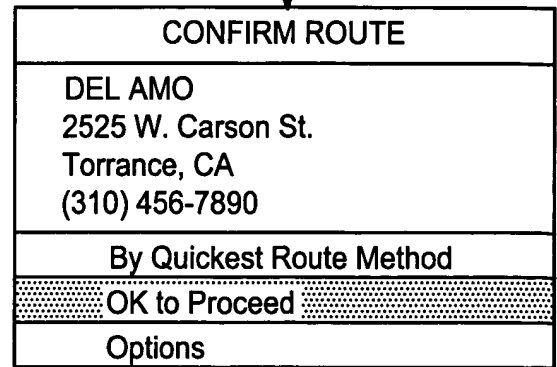 CONFIRM ROUTE
DEL AMO
2525 W. Carson St.
Torrance, CA
(310) 456-7890
By Quickest Route Method
OK to Proceed
Options